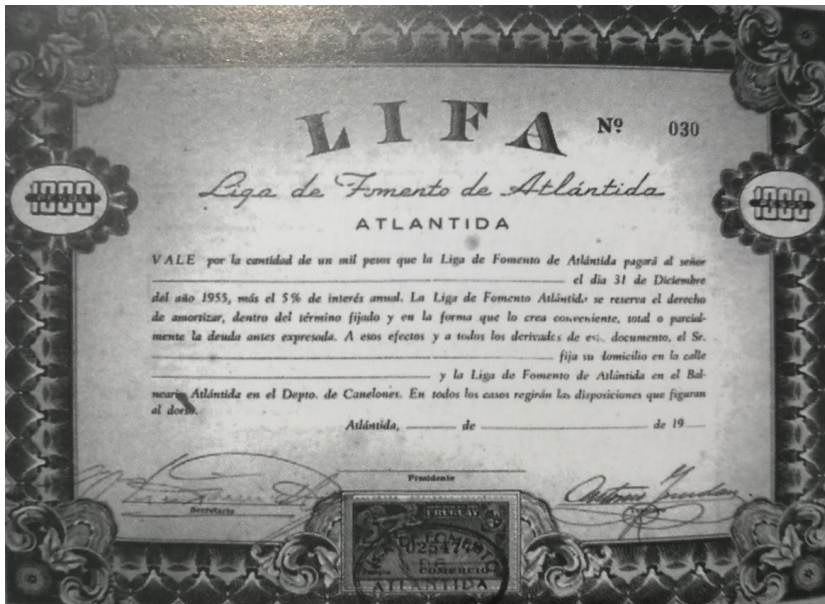 LIFA Nº 030
Liga de Fomento de Atlántida
ATLANTIDA
1000
PESOS
1000
PESOS
VALE por la cantidad de un mil pesos que la Liga de Fomento de Atlántida pagará al señor
el día 31 de Diciembre
del año 1955, más el 5% de interés anual. La Liga de Fomento Atlántida se reserva el derecho
de amortizar, dentro del término fijado y en la forma que lo crea conveniente, total o parcial-
mente la deuda antes expresada. A esos efectos y a todos los derivados de este documento, el Sr.
fija su domicilio en la calle
y la Liga de Fomento de Atlántida en el Bal-
neario Atlántida en el Depto. de Canelones. En todos los casos regirán las disposiciones que figuran
al dorso.
Atlántida, de de 19
Presidente
Secretario
URUGUAY
DE FOMENTO
COMERCIO
ATLANTIDA